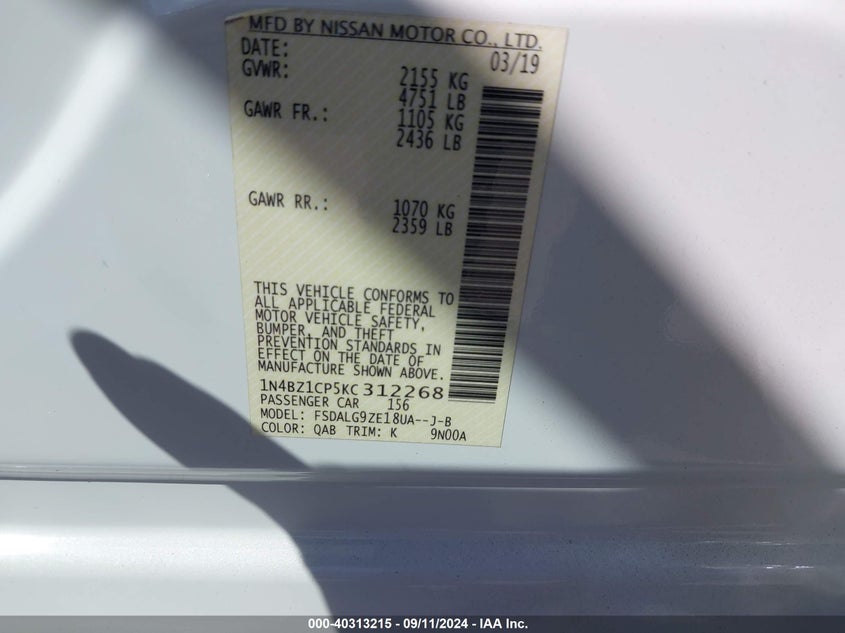 MFD BY NISSAN MOTOR CO., LTD.
DATE: 03/19
GVWR: 2155 KG
4751 LB
GAWR FR.: 1105 KG
2436 LB
GAWR RR.: 1070 KG
2359 LB
THIS VEHICLE CONFORMS TO
ALL APPLICABLE FEDERAL
MOTOR VEHICLE SAFETY,
BUMPER, AND THEFT
PREVENTION STANDARDS IN
EFFECT ON THE DATE OF
MANUFACTURE SHOWN ABOVE.
1N4BZ1CP5KC312268
PASSENGER CAR 156
MODEL: FSDALG9ZE18UA--J-B
COLOR: QAB TRIM: K 9N00A
000-40313215 - 09/11/2024 - IAA Inc.